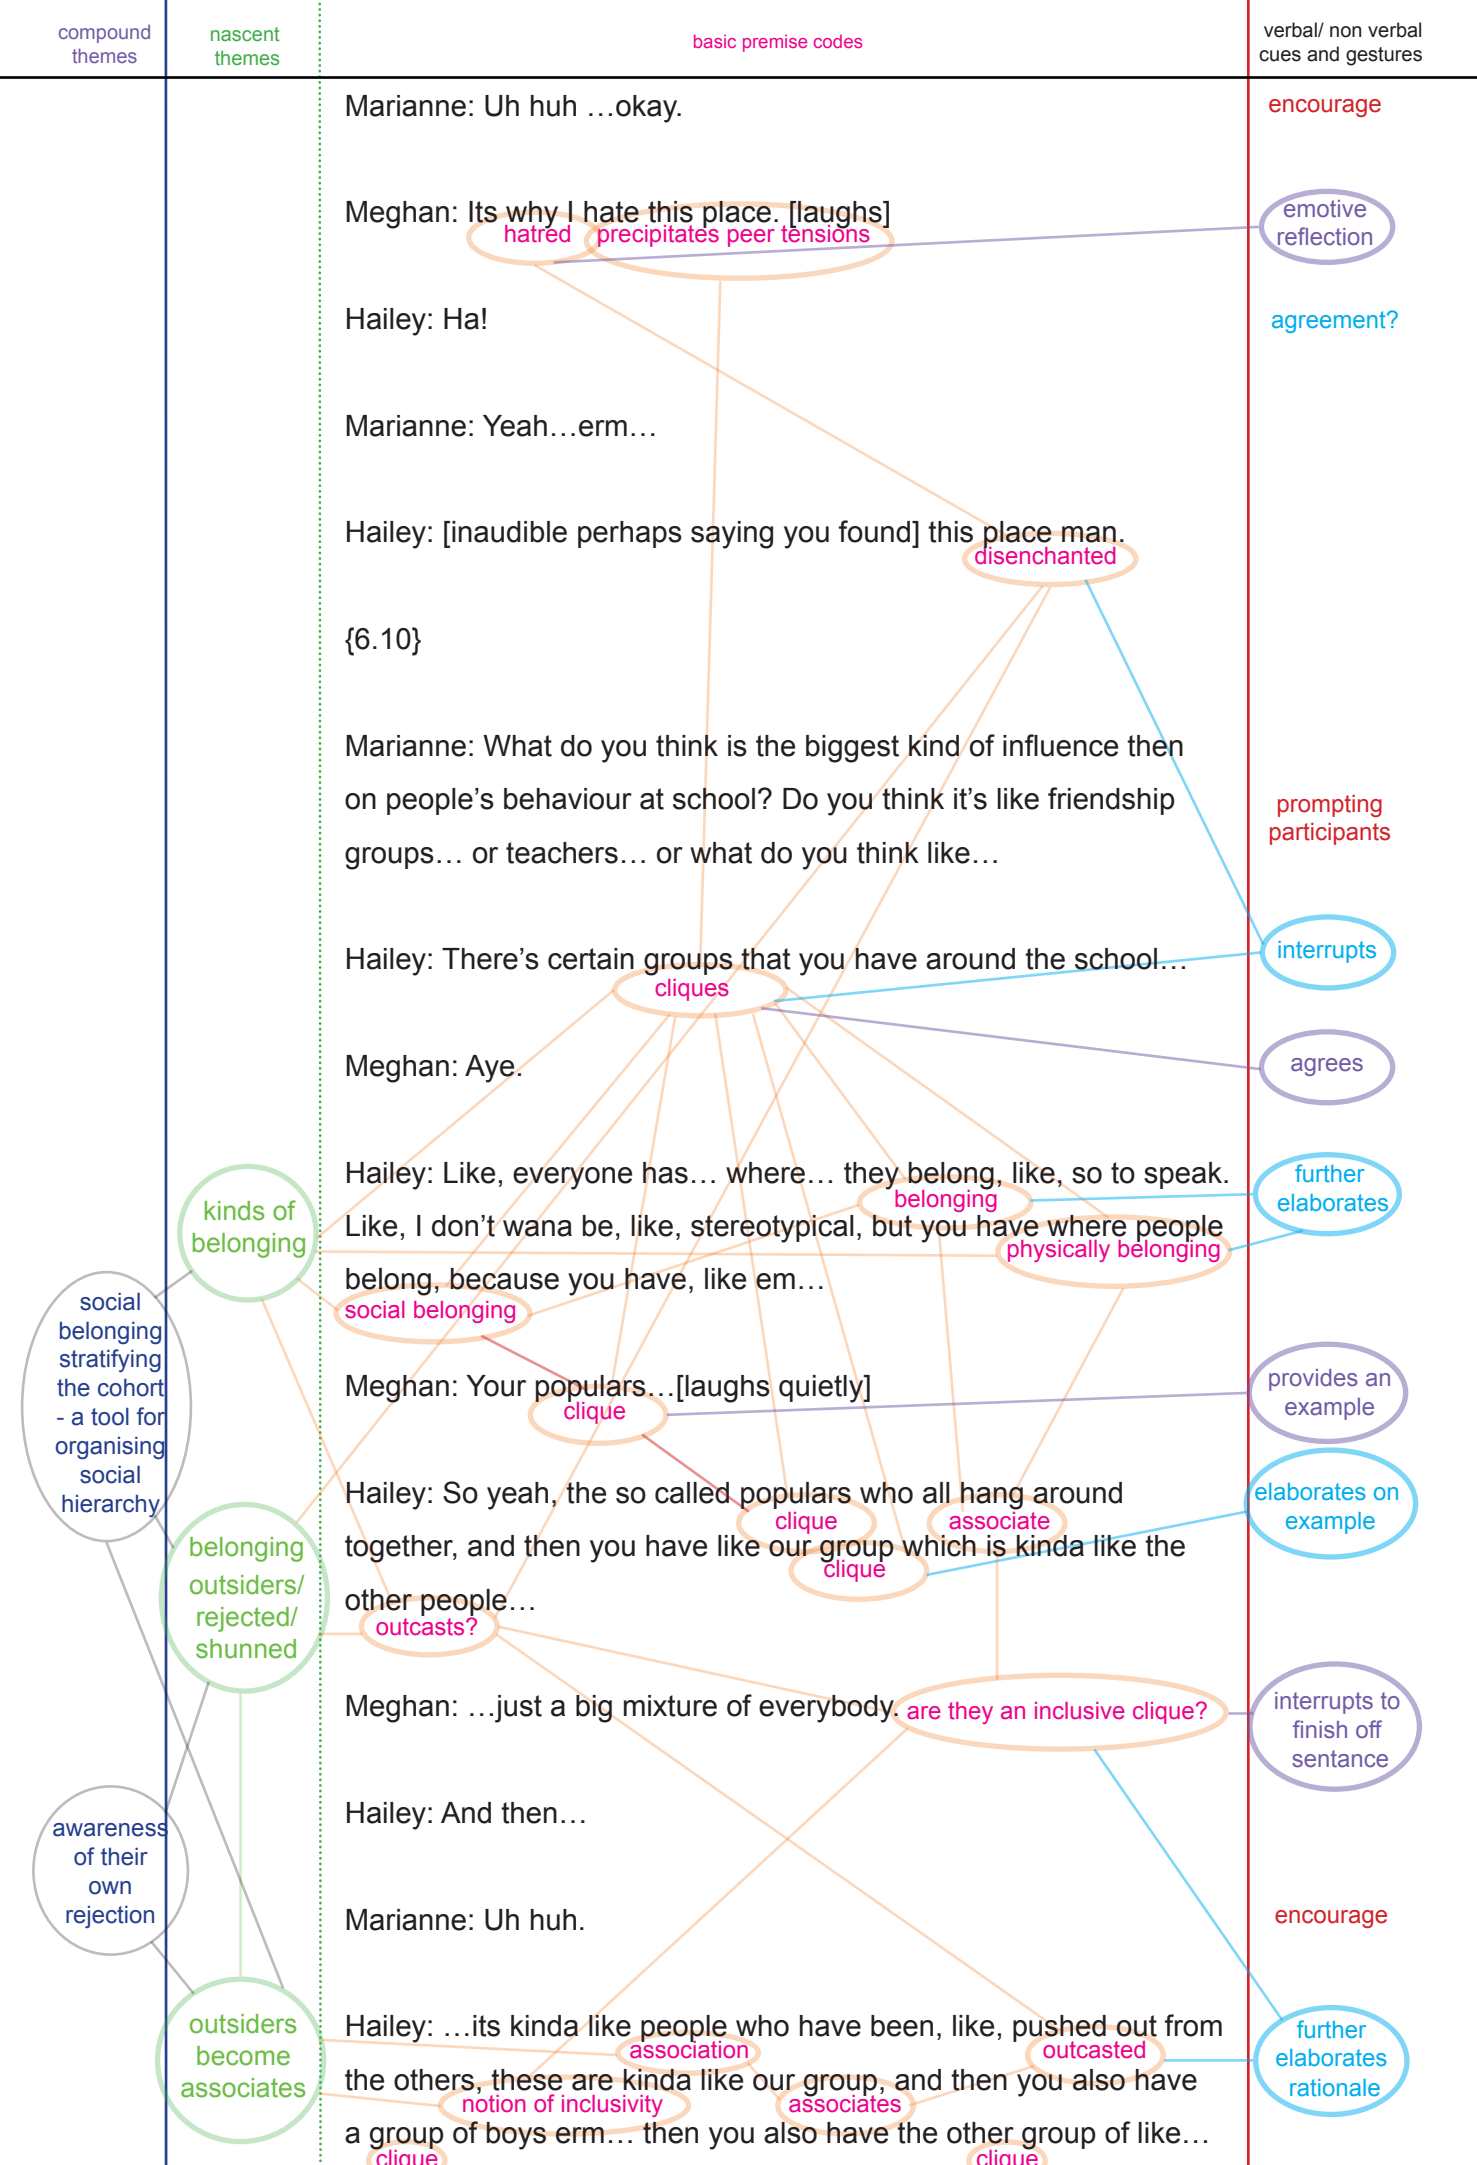 compound
themes
nascent
themes
basic premise codes
verbal/ non verbal
cues and gestures
Marianne: Uh huh …okay.
encourage
Meghan: Its why I hate this place. [laughs]
hatred
precipitates peer tensions
emotive
reflection
Hailey: Ha!
agreement?
Marianne: Yeah…erm…
Hailey: [inaudible perhaps saying you found] this place man.
disenchanted
{6.10}
Marianne: What do you think is the biggest kind of influence then
on people’s behaviour at school? Do you think it’s like friendship
groups… or teachers… or what do you think like…
prompting
participants
Hailey: There’s certain groups that you have around the school…
cliques
interrupts
Meghan: Aye.
agrees
Hailey: Like, everyone has… where… they belong, like, so to speak.
belonging
Like, I don’t wana be, like, stereotypical, but you have where people
physically belonging
belong, because you have, like em…
social belonging
further
elaborates
kinds of
belonging
social
belonging
stratifying
the cohort
- a tool for
organising
social
hierarchy
Meghan: Your populars…[laughs quietly]
clique
provides an
example
Hailey: So yeah, the so called populars who all hang around
clique
associate
together, and then you have like our group which is kinda like the
clique
other people…
outcasts?
elaborates on
example
belonging
outsiders/
rejected/
shunned
Meghan: …just a big mixture of everybody.
are they an inclusive clique?
interrupts to
finish off
sentance
Hailey: And then…
awareness
of their
own
rejection
Marianne: Uh huh.
encourage
Hailey: …its kinda like people who have been, like, pushed out from
association
outcasted
the others, these are kinda like our group, and then you also have
notion of inclusivity
associates
a group of boys erm… then you also have the other group of like…
clique
clique
further
elaborates
rationale
outsiders
become
associates